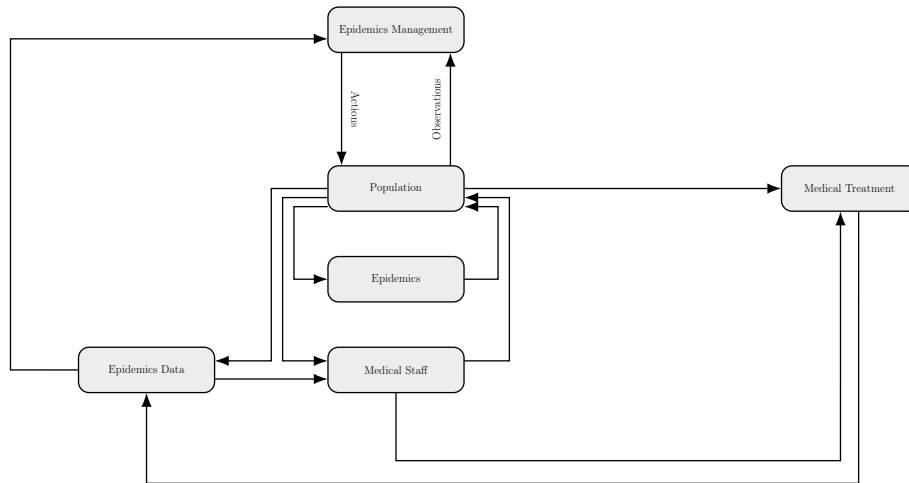 Epidemics Management
Actions
Observations
Population
Medical Treatment
Epidemics
Epidemics Data
Medical Staff